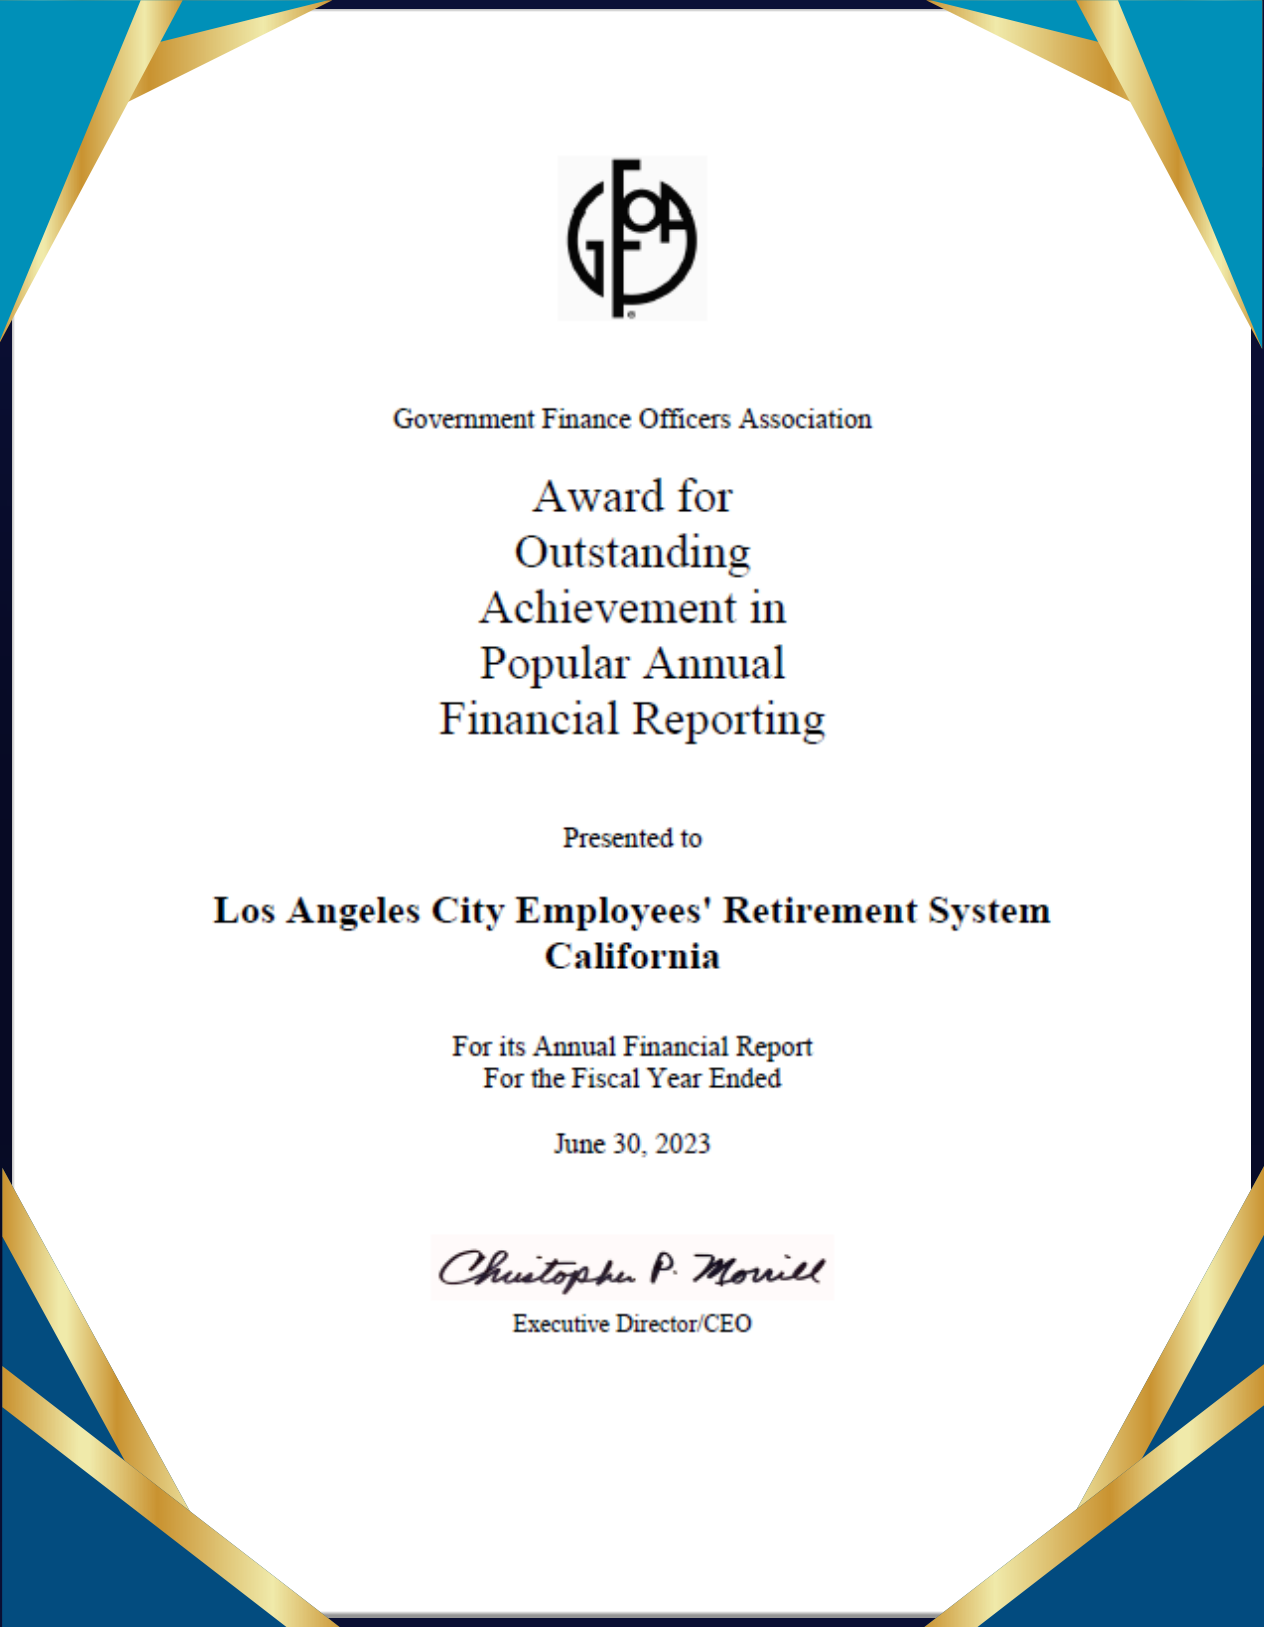 GFOA
®
Government Finance Officers Association
Award for
Outstanding
Achievement in
Popular Annual
Financial Reporting
Presented to
Los Angeles City Employees' Retirement System
California
For its Annual Financial Report
For the Fiscal Year Ended
June 30, 2023
Christopher P. Morrill
Executive Director/CEO